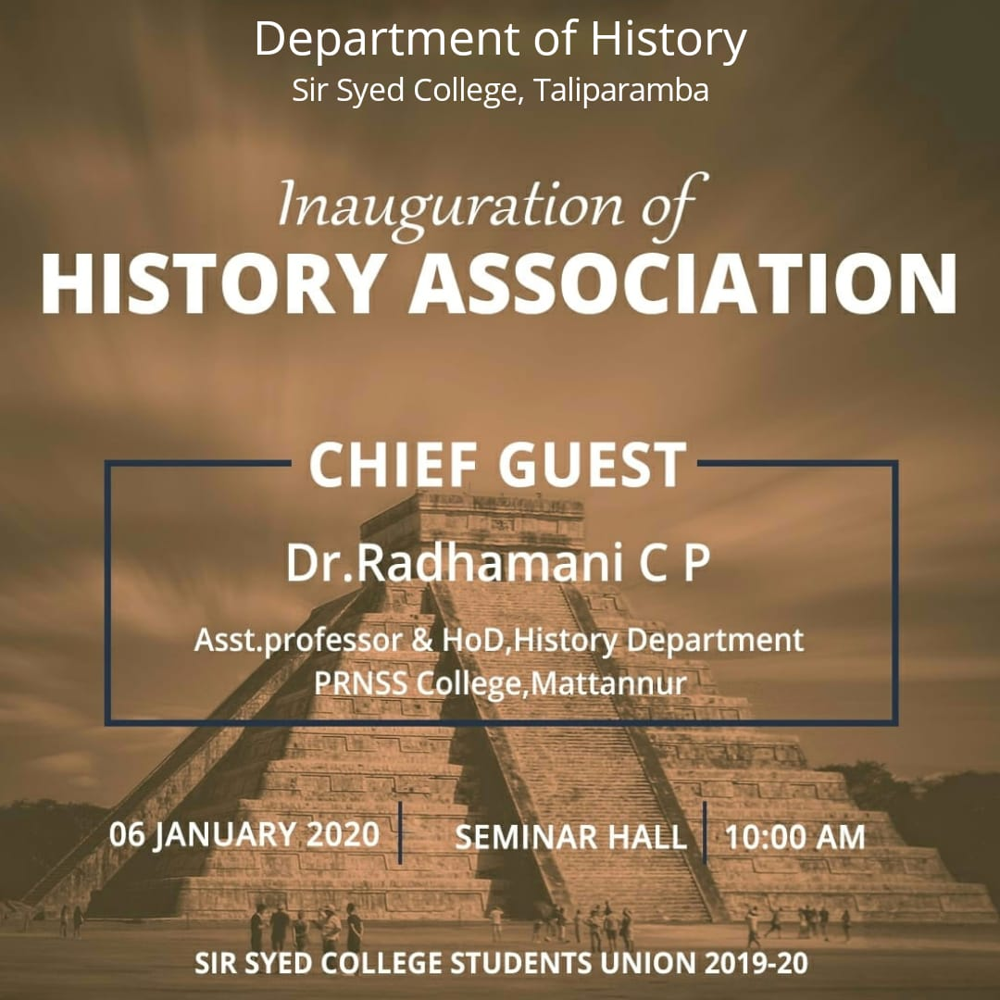 Department of History
Sir Syed College, Taliparamba
Inauguration of
HISTORY ASSOCIATION
CHIEF GUEST
Dr.Radhamani C P
Asst.professor & HoD,History Department
PRNSS College,Mattannur
06 JANUARY 2020 SEMINAR HALL 10:00 AM
SIR SYED COLLEGE STUDENTS UNION 2019-20